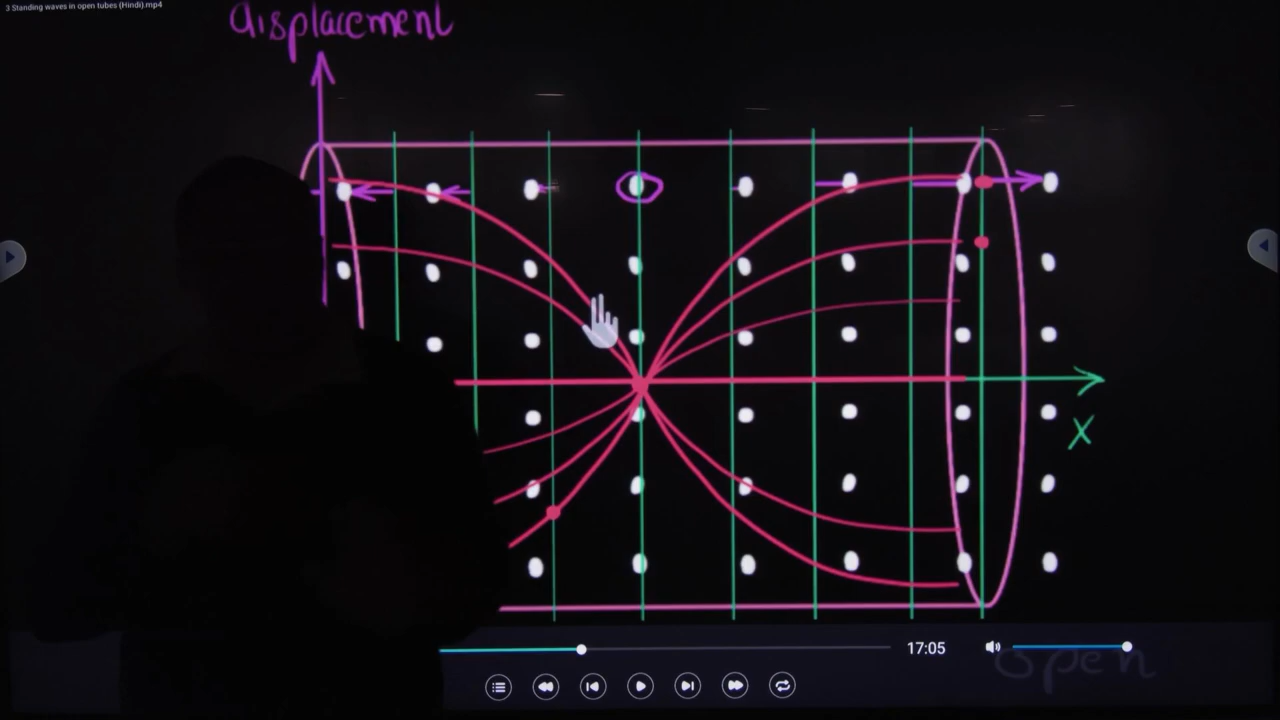 3 Standing waves in open tubes (Hindi).mp4
displacement
X
17:05
open